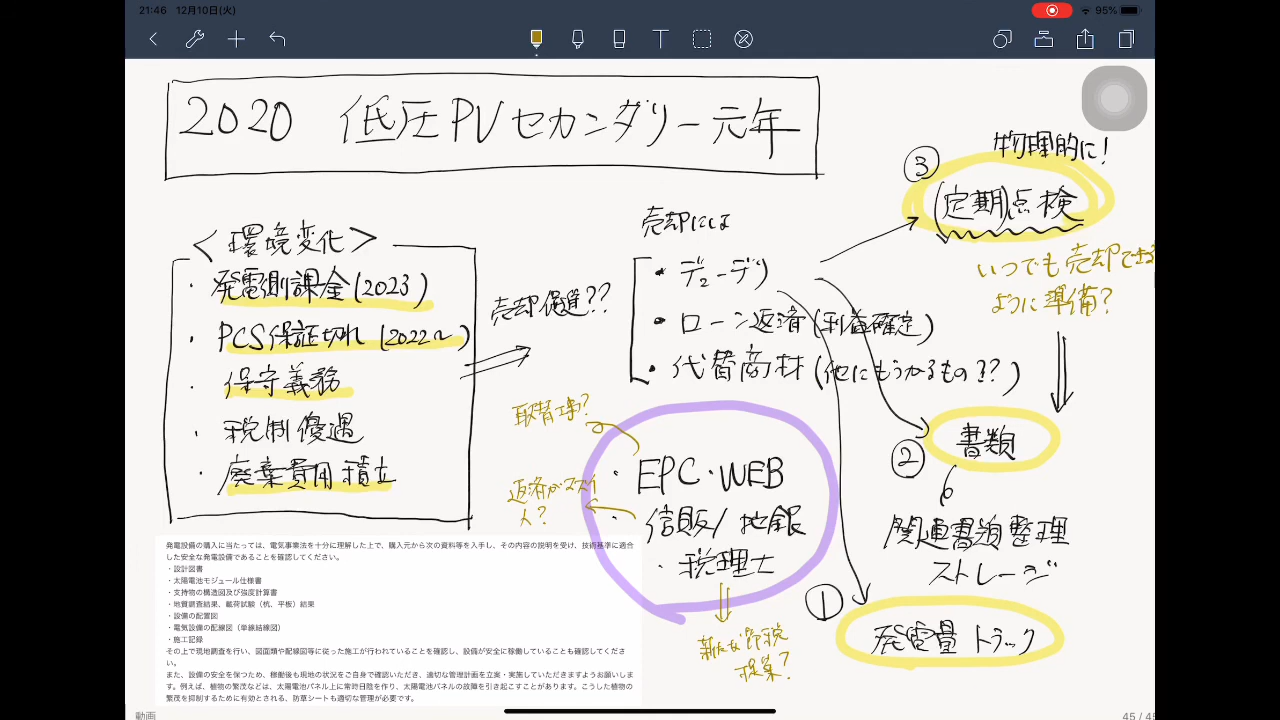 21:46 12月10日(火)
95%
2020 低圧PVセカンダリー元年
<環境変化>
・発電側課金(2023)
・PCS保証切れ(2022〜)
・保守義務
・税制優遇
・廃棄費用積立
売却促進??
売却には
・デューデリ
・ローン返済(利益確定)
・代替商材(他にもうかるもの??)
物理的に!
③
(定期)点検
いつでも売却できる
ように準備?
②
書類
関連書類整理
ストレージ
①
発電量トラック
取替工事?
返済がマズイ
人?
・EPC・WEB
・信販/地銀
・税理士
新たな節税
提案?
発電設備の購入に当たっては、電気事業法を十分に理解した上で、購入元から次の資料等を入手し、その内容の説明を受け、技術基準に適合
した安全な発電設備であることを確認してください。
・設計図書
・太陽電池モジュール仕様書
・支持物の構造図及び強度計算書
・地質調査結果、載荷試験(杭、平板)結果
・設備の配置図
・電気設備の配線図(単線結線図)
・施工記録
その上で現地調査を行い、図面類や配線図等に従った施工が行われていることを確認し、設備が安全に稼働していることも確認してくださ
い。
また、設備の安全を保つため、稼働後も現地の状況をご自身で確認いただき、適切な管理計画を立案・実施していただきますようお願いしま
す。例えば、植物の繁茂などは、太陽電池パネル上に常時日陰を作り、太陽電池パネルの故障を引き起こすことがあります。こうした植物の
繁茂を抑制するために有効とされる、防草シートも適切な管理が必要です。
動画
45 / 45